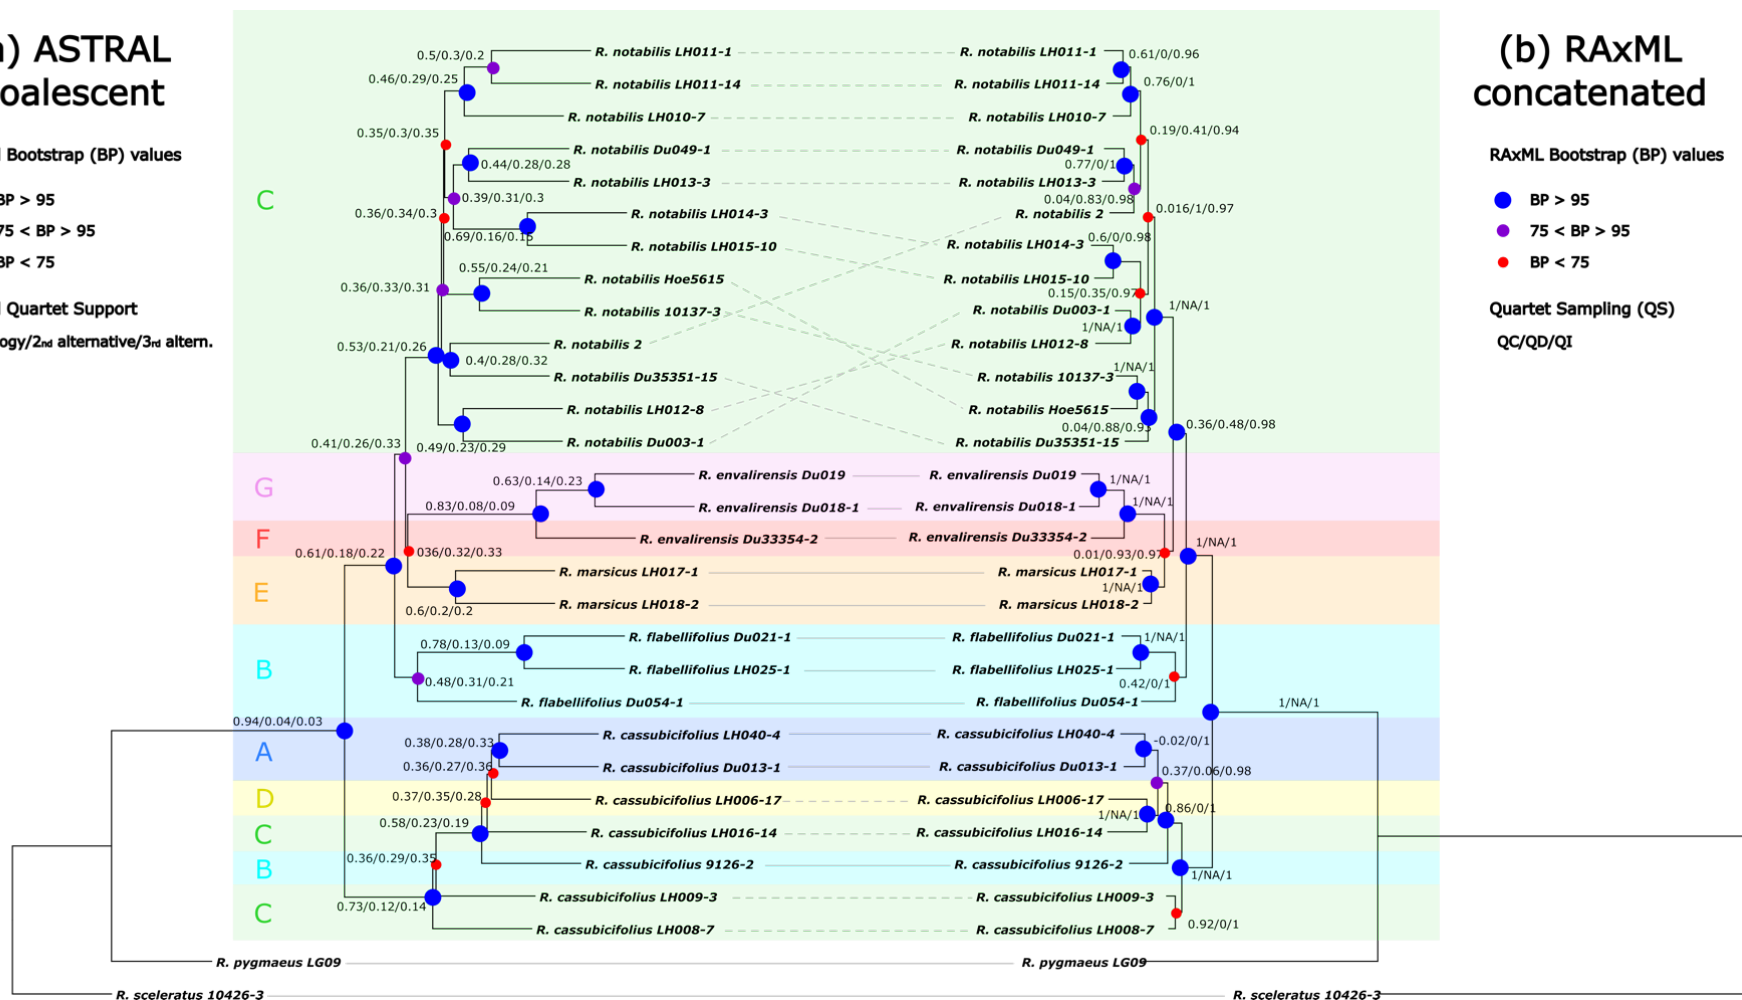 ) ASTRAL
oalescent
l Bootstrap (BP) values
BP > 95
75 < BP > 95
BP < 75
l Quartet Support
ogy/2nd alternative/3rd altern.
C
G
F
E
B
A
D
C
B
C
0.5/0.3/0.2
0.46/0.29/0.25
0.35/0.3/0.35
0.44/0.28/0.28
0.39/0.31/0.3
0.36/0.34/0.3
0.69/0.16/0.15
0.55/0.24/0.21
0.36/0.33/0.31
0.53/0.21/0.26
0.4/0.28/0.32
0.41/0.26/0.33
0.49/0.23/0.29
0.63/0.14/0.23
0.83/0.08/0.09
0.61/0.18/0.22
036/0.32/0.33
0.6/0.2/0.2
0.78/0.13/0.09
0.48/0.31/0.21
0.94/0.04/0.03
0.38/0.28/0.33
0.36/0.27/0.36
0.37/0.35/0.28
0.58/0.23/0.19
0.36/0.29/0.35
0.73/0.12/0.14
R. notabilis LH011-1
R. notabilis LH011-14
R. notabilis LH010-7
R. notabilis Du049-1
R. notabilis LH013-3
R. notabilis LH014-3
R. notabilis LH015-10
R. notabilis Hoe5615
R. notabilis 10137-3
R. notabilis 2
R. notabilis Du35351-15
R. notabilis LH012-8
R. notabilis Du003-1
R. envalirensis Du019
R. envalirensis Du018-1
R. envalirensis Du33354-2
R. marsicus LH017-1
R. marsicus LH018-2
R. flabellifolius Du021-1
R. flabellifolius LH025-1
R. flabellifolius Du054-1
R. cassubicifolius LH040-4
R. cassubicifolius Du013-1
R. cassubicifolius LH006-17
R. cassubicifolius LH016-14
R. cassubicifolius 9126-2
R. cassubicifolius LH009-3
R. cassubicifolius LH008-7
R. pygmaeus LG09
R. sceleratus 10426-3
R. notabilis LH011-1
R. notabilis LH011-14
R. notabilis LH010-7
R. notabilis Du049-1
R. notabilis LH013-3
R. notabilis 2
R. notabilis LH014-3
R. notabilis LH015-10
R. notabilis Du003-1
R. notabilis LH012-8
R. notabilis 10137-3
R. notabilis Hoe5615
R. notabilis Du35351-15
R. envalirensis Du019
R. envalirensis Du018-1
R. envalirensis Du33354-2
R. marsicus LH017-1
R. marsicus LH018-2
R. flabellifolius Du021-1
R. flabellifolius LH025-1
R. flabellifolius Du054-1
R. cassubicifolius LH040-4
R. cassubicifolius Du013-1
R. cassubicifolius LH006-17
R. cassubicifolius LH016-14
R. cassubicifolius 9126-2
R. cassubicifolius LH009-3
R. cassubicifolius LH008-7
R. pygmaeus LG09
R. sceleratus 10426-3
0.61/0/0.96
0.76/0/1
0.19/0.41/0.94
0.77/0/1
0.04/0.83/0.98
0.016/1/0.97
0.6/0/0.98
0.15/0.35/0.97
1/NA/1
1/NA/1
1/NA/1
0.04/0.88/0.93
0.36/0.48/0.98
1/NA/1
1/NA/1
0.01/0.93/0.97
1/NA/1
1/NA/1
1/NA/1
0.42/0/1
1/NA/1
-0.02/0/1
0.37/0.06/0.98
0.86/0/1
1/NA/1
1/NA/1
0.92/0/1
(b) RAxML
concatenated
RAxML Bootstrap (BP) values
BP > 95
75 < BP > 95
BP < 75
Quartet Sampling (QS)
QC/QD/QI